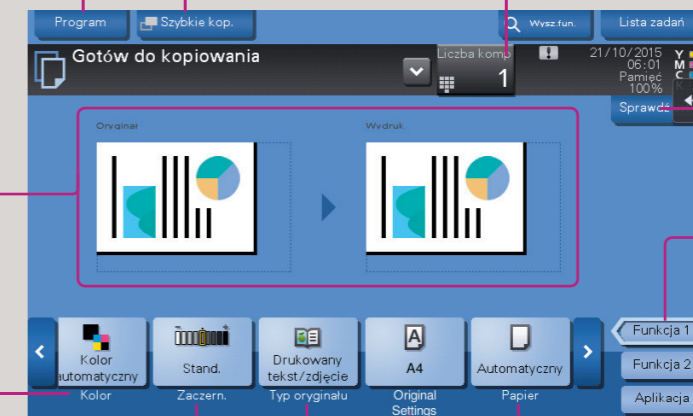 Program
Szybkie kop.
Wysz.fun.
Lista zadań
Gotów do kopiowania
Liczba komp
1
21/10/2015
06:01
Pamięć
100%
Y
M
C
K
Sprawdź
Oryginał
Wydruk
Kolor
automatyczny
Stand.
Drukowany
tekst/zdjęcie
A
A4
Automatyczny
Kolor
Zaczern.
Typ oryginału
Original
Settings
Papier
Funkcja 1
Funkcja 2
Aplikacja